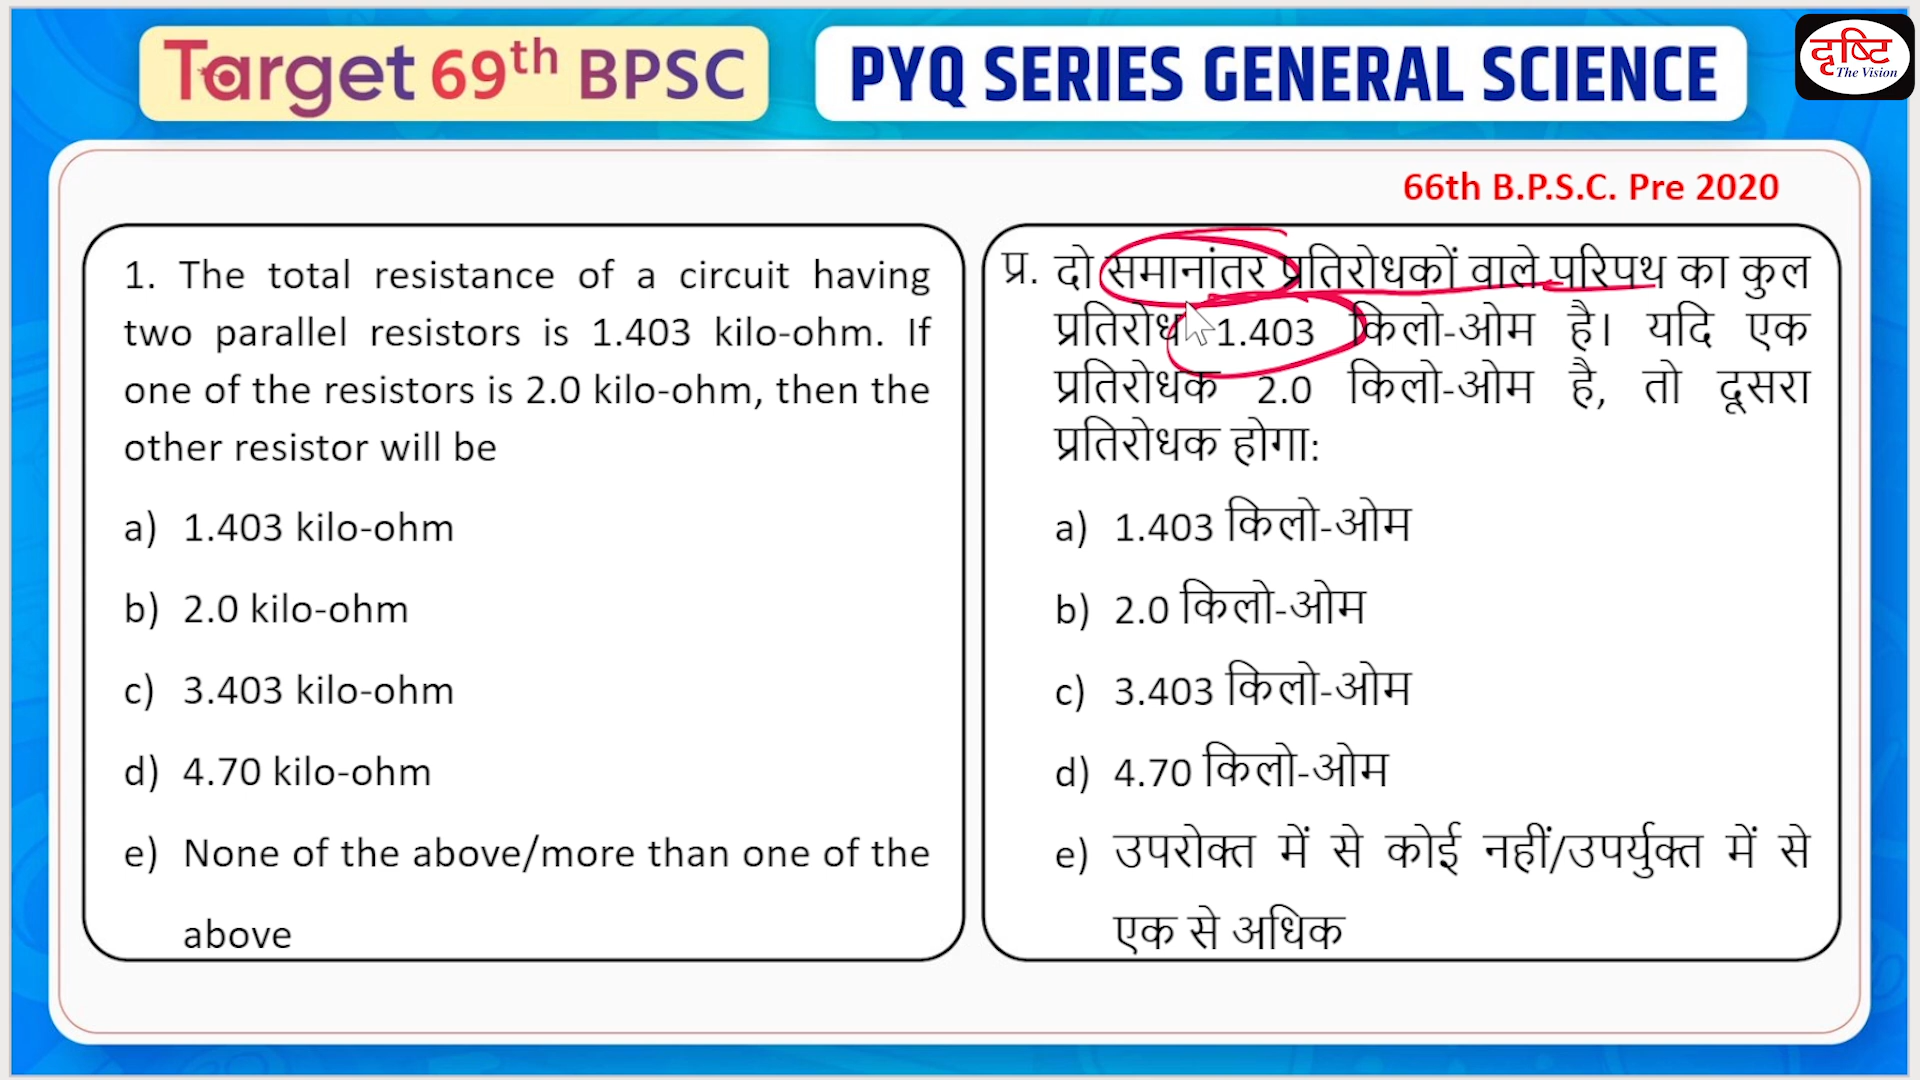 Target 69th BPSC
PYQ SERIES GENERAL SCIENCE
दृष्टि
The Vision
66th B.P.S.C. Pre 2020
1. The total resistance of a circuit having
two parallel resistors is 1.403 kilo-ohm. If
one of the resistors is 2.0 kilo-ohm, then the
other resistor will be
a) 1.403 kilo-ohm
b) 2.0 kilo-ohm
c) 3.403 kilo-ohm
d) 4.70 kilo-ohm
e) None of the above/more than one of the
above
प्र. दो समानांतर प्रतिरोधकों वाले परिपथ का कुल
प्रतिरोध 1.403 किलो-ओम है। यदि एक
प्रतिरोधक 2.0 किलो-ओम है, तो दूसरा
प्रतिरोधक होगा:
a) 1.403 किलो-ओम
b) 2.0 किलो-ओम
c) 3.403 किलो-ओम
d) 4.70 किलो-ओम
e) उपरोक्त में से कोई नहीं/उपर्युक्त में से
एक से अधिक